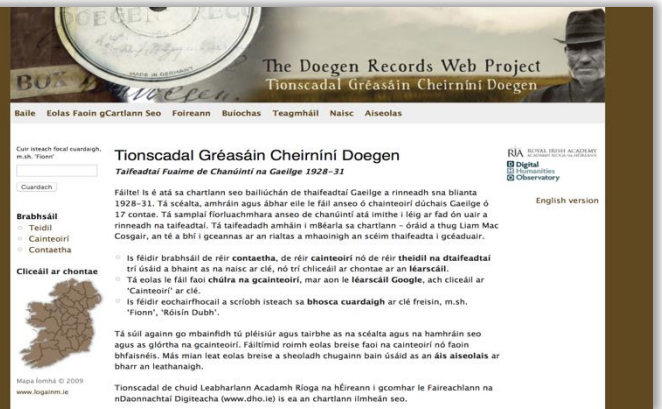 BOX
DOEGEN
MADE IN GERMANY
The Doegen Records Web Project
Tionscadal Gréasáin Cheirníní Doegen
Baile Eolas Faoin gCartlann Seo Foireann Buíochas Teagmháil Naisc Aiseolas
Cuir isteach focal cuardaigh,
m.sh. 'Fionn'
Cuardach
Brabhsáil
Teidil
Cainteoirí
Contaetha
Cliceáil ar chontae
Mapa Íomhá © 2009
www.logainm.ie
Tionscadal Gréasáin Cheirníní Doegen
Taifeadtaí Fuaime de Chanúintí na Gaeilge 1928-31
Fáilte! Is é atá sa chartlann seo bailiúchán de thaifeadtaí Gaeilge a rinneadh sna blianta
1928-31. Tá scéalta, amhráin agus ábhar eile le fáil anseo ó chainteoirí dúchais Gaeilge ó
17 contae. Tá samplaí fíorluachmhara anseo de chanúintí atá imithe i léig ar fad ón uair a
rinneadh na taifeadtaí. Tá taifeadadh amháin i mBéarla sa chartlann – óráid a thug Liam Mac
Cosgair, an té a bhí i gceannas ar an rialtas a mhaoinigh an scéim thaifeadta i gcéaduair.
Is féidir brabhsáil de réir contaetha, de réir cainteoirí nó de réir theidil na dtaifeadtaí
trí úsáid a bhaint as na naisc ar clé, nó trí chliceáil ar chontae ar an léarscáil.
Tá eolas le fáil faoi chúlra na gcainteoirí, mar aon le léarscáil Google, ach cliceáil ar
'Cainteoirí' ar clé.
Is féidir eochairfhocail a scríobh isteach sa bhosca cuardaigh ar clé freisin, m.sh.
'Fionn', 'Róisín Dubh'.
Tá súil againn go mbainfidh tú pléisiúr agus tairbhe as na scéalta agus na hamhráin seo
agus as glórtha na gcainteoirí. Fáiltímid roimh eolas breise faoi na cainteoirí nó faoin
bhfaisnéis. Más mian leat eolas breise a sheoladh chugainn bain úsáid as an áis aiseolais ar
bharr an leathanaigh.
Tionscadal de chuid Leabharlann Acadamh Ríoga na hÉireann i gcomhar le Faireachlann na
nDaonnachtaí Digiteacha (www.dho.ie) is ea an chartlann ilmheán seo.
RIA ROYAL IRISH ACADEMY
ACADAMH RÍOGA NA HÉIREANN
Digital
Humanities
Observatory
English version